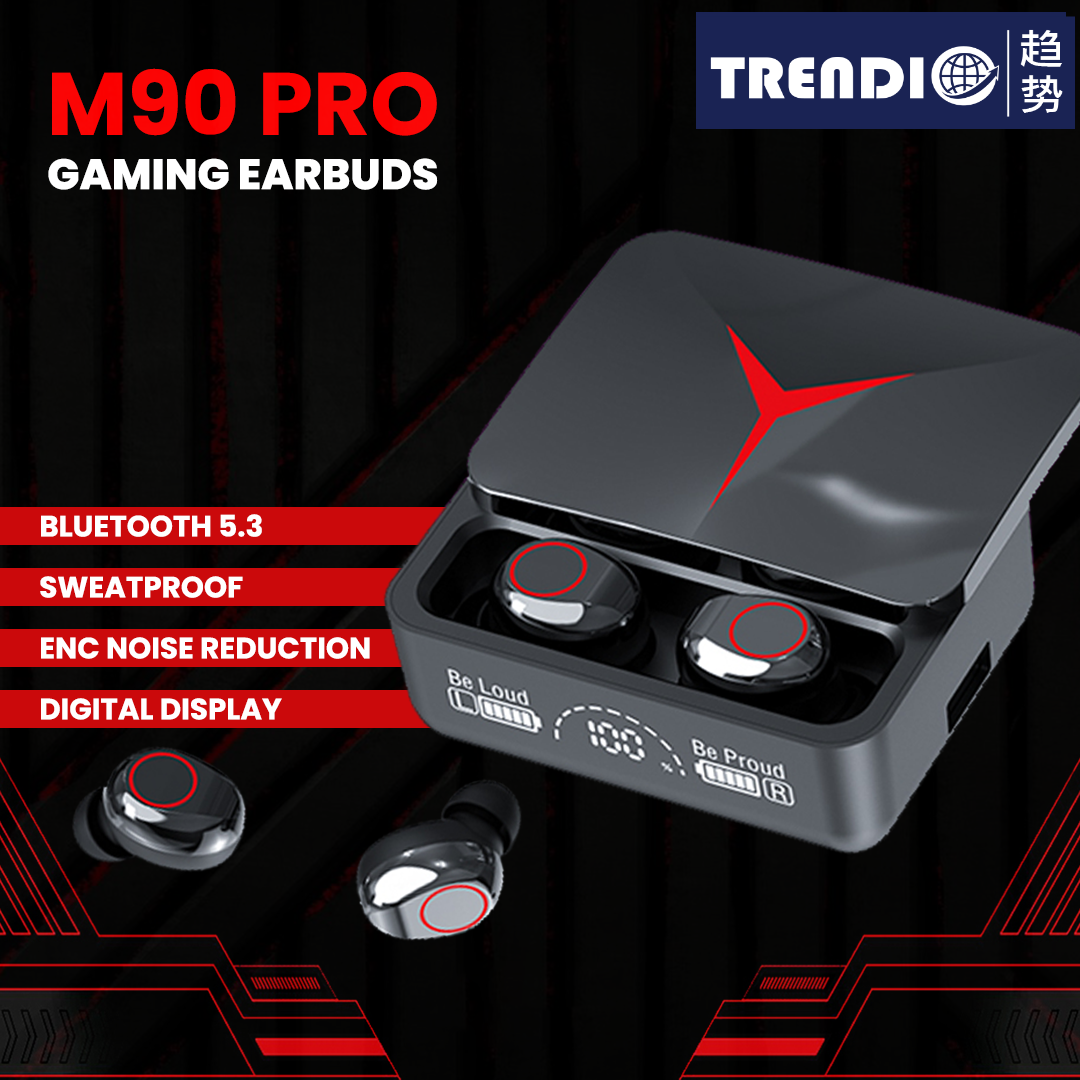 M90 PRO
GAMING EARBUDS
TRENDIO
趋势
BLUETOOTH 5.3
SWEATPROOF
ENC NOISE REDUCTION
DIGITAL DISPLAY
Be Loud
L
100
%
Be Proud
R